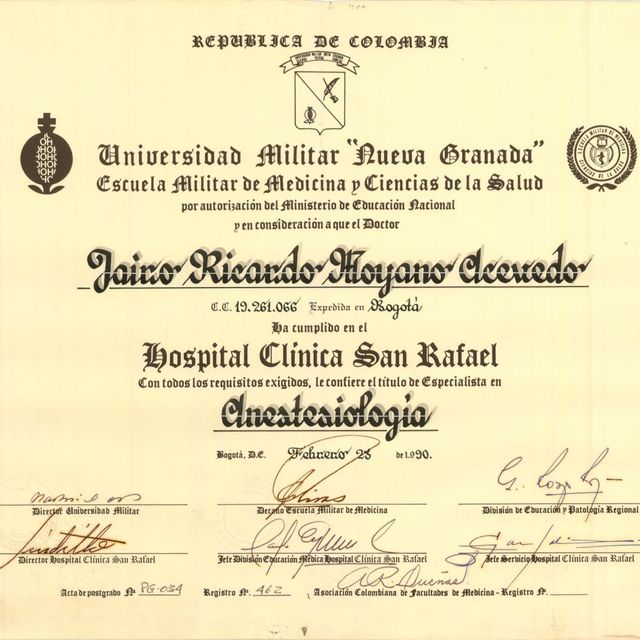 REPUBLICA DE COLOMBIA
Universidad Militar "Nueva Granada"
Escuela Militar de Medicina y Ciencias de la Salud
por autorización del Ministerio de Educación Nacional
y en consideración a que el Doctor
Jairo Ricardo Moyano Acevedo
C.C. 19.261.066 Expedida en Bogotá
Ha cumplido en el
Hospital Clínica San Rafael
Con todos los requisitos exigidos, le confiere el título de Especialista en
Anestesiología
Bogotá, D.E. Febrero 23 de 1.990.
Director Universidad Militar
Decano Escuela Militar de Medicina
División de Educación y Patología Regional
Director Hospital Clínica San Rafael
Jefe División Educación Médica Hospital Clínica San Rafael
Jefe Servicio Hospital Clínica San Rafael
A.R. Dueñas
Acta de postgrado Nº PG-034 Registro Nº 462 Asociación Colombiana de Facultades de Medicina - Registro Nº.